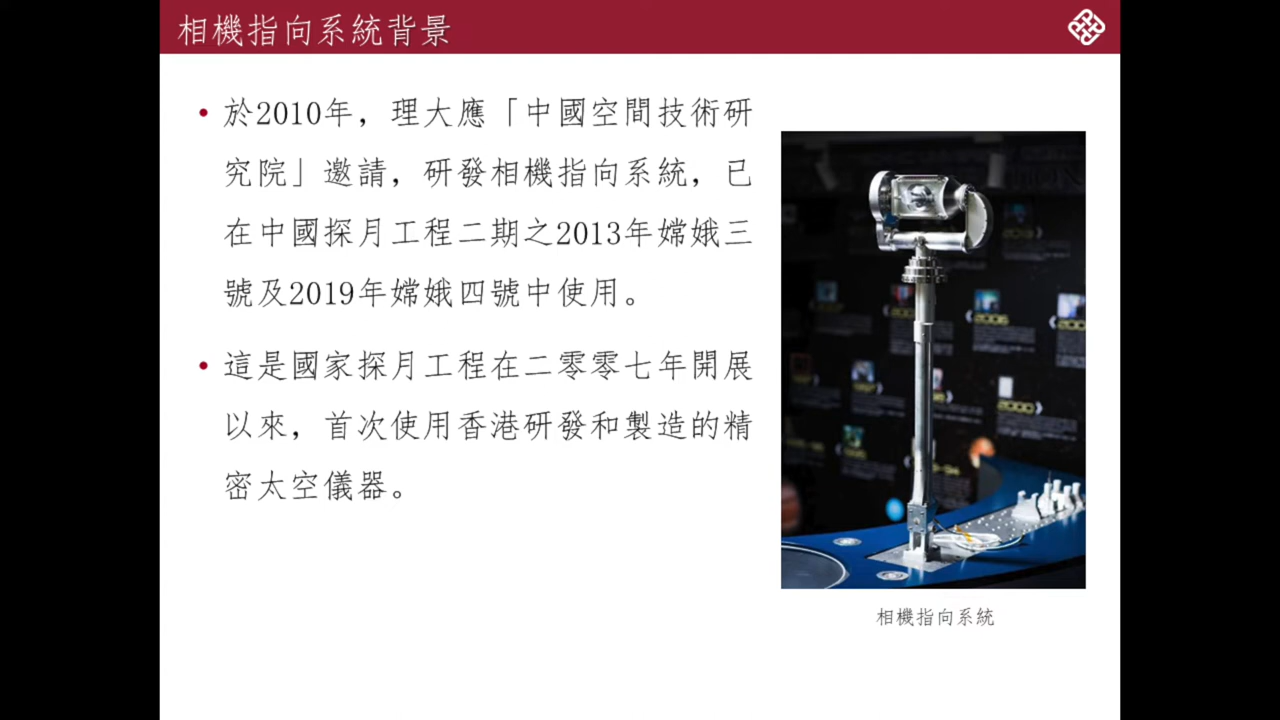 相機指向系統背景
• 於2010年，理大應「中國空間技術研
究院」邀請，研發相機指向系統，已
在中國探月工程二期之2013年嫦娥三
號及2019年嫦娥四號中使用。
• 這是國家探月工程在二零零七年開展
以來，首次使用香港研發和製造的精
密太空儀器。
相機指向系統